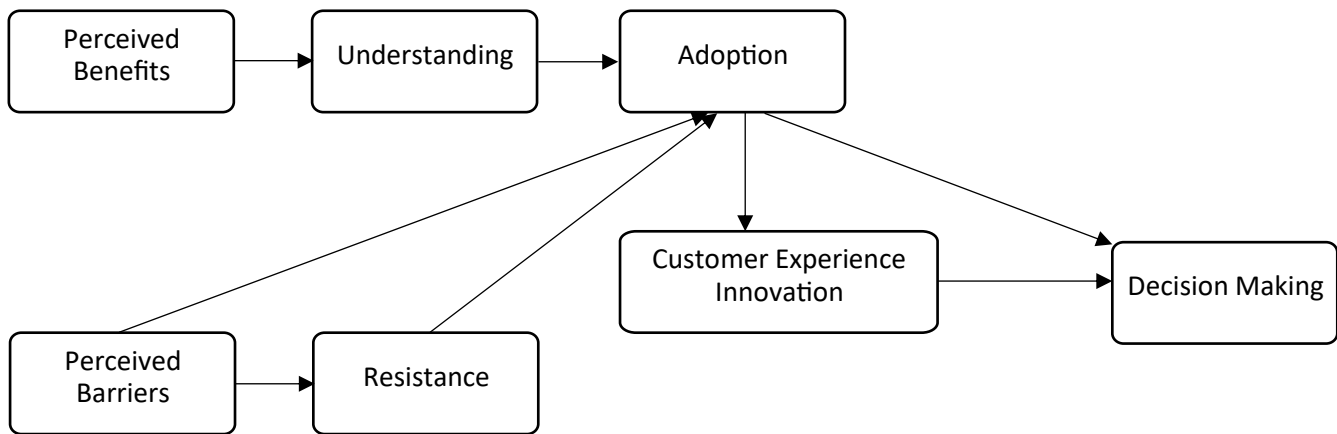 Perceived
Benefits
Understanding
Adoption
Customer Experience
Innovation
Decision Making
Perceived
Barriers
Resistance